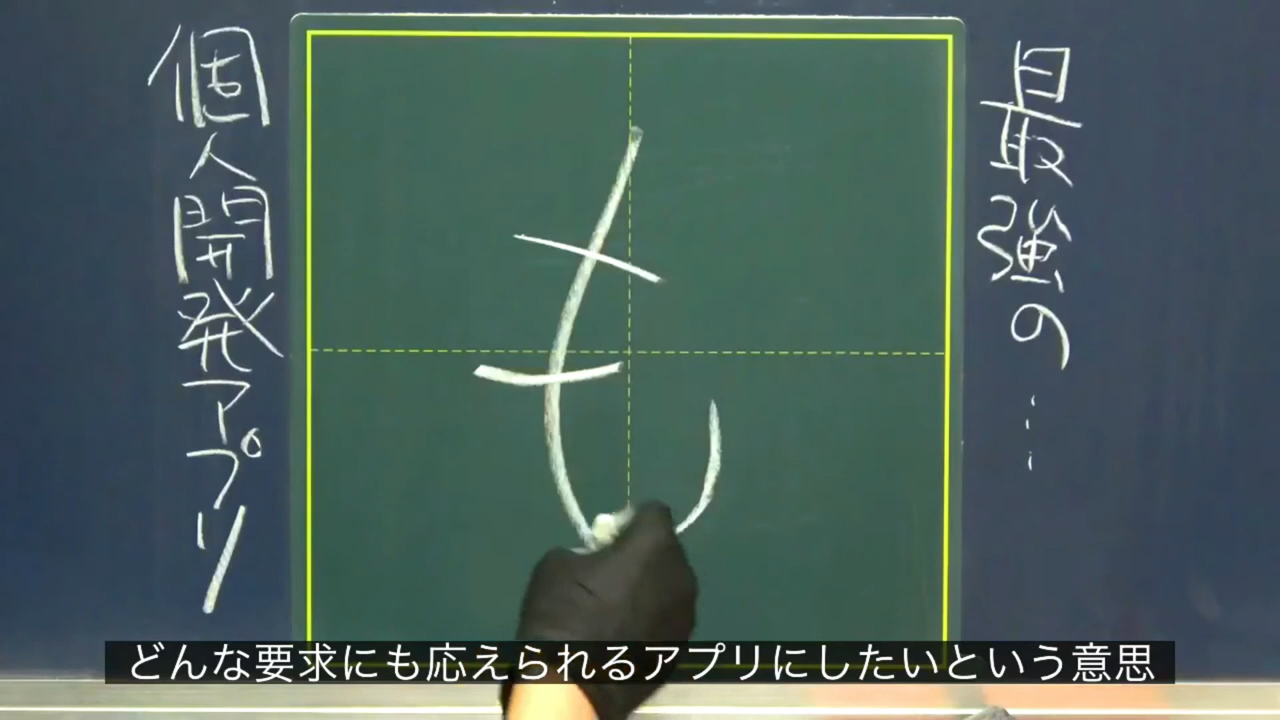 最強の…
も
個人開発アプリ
どんな要求にも応えられるアプリにしたいという意思